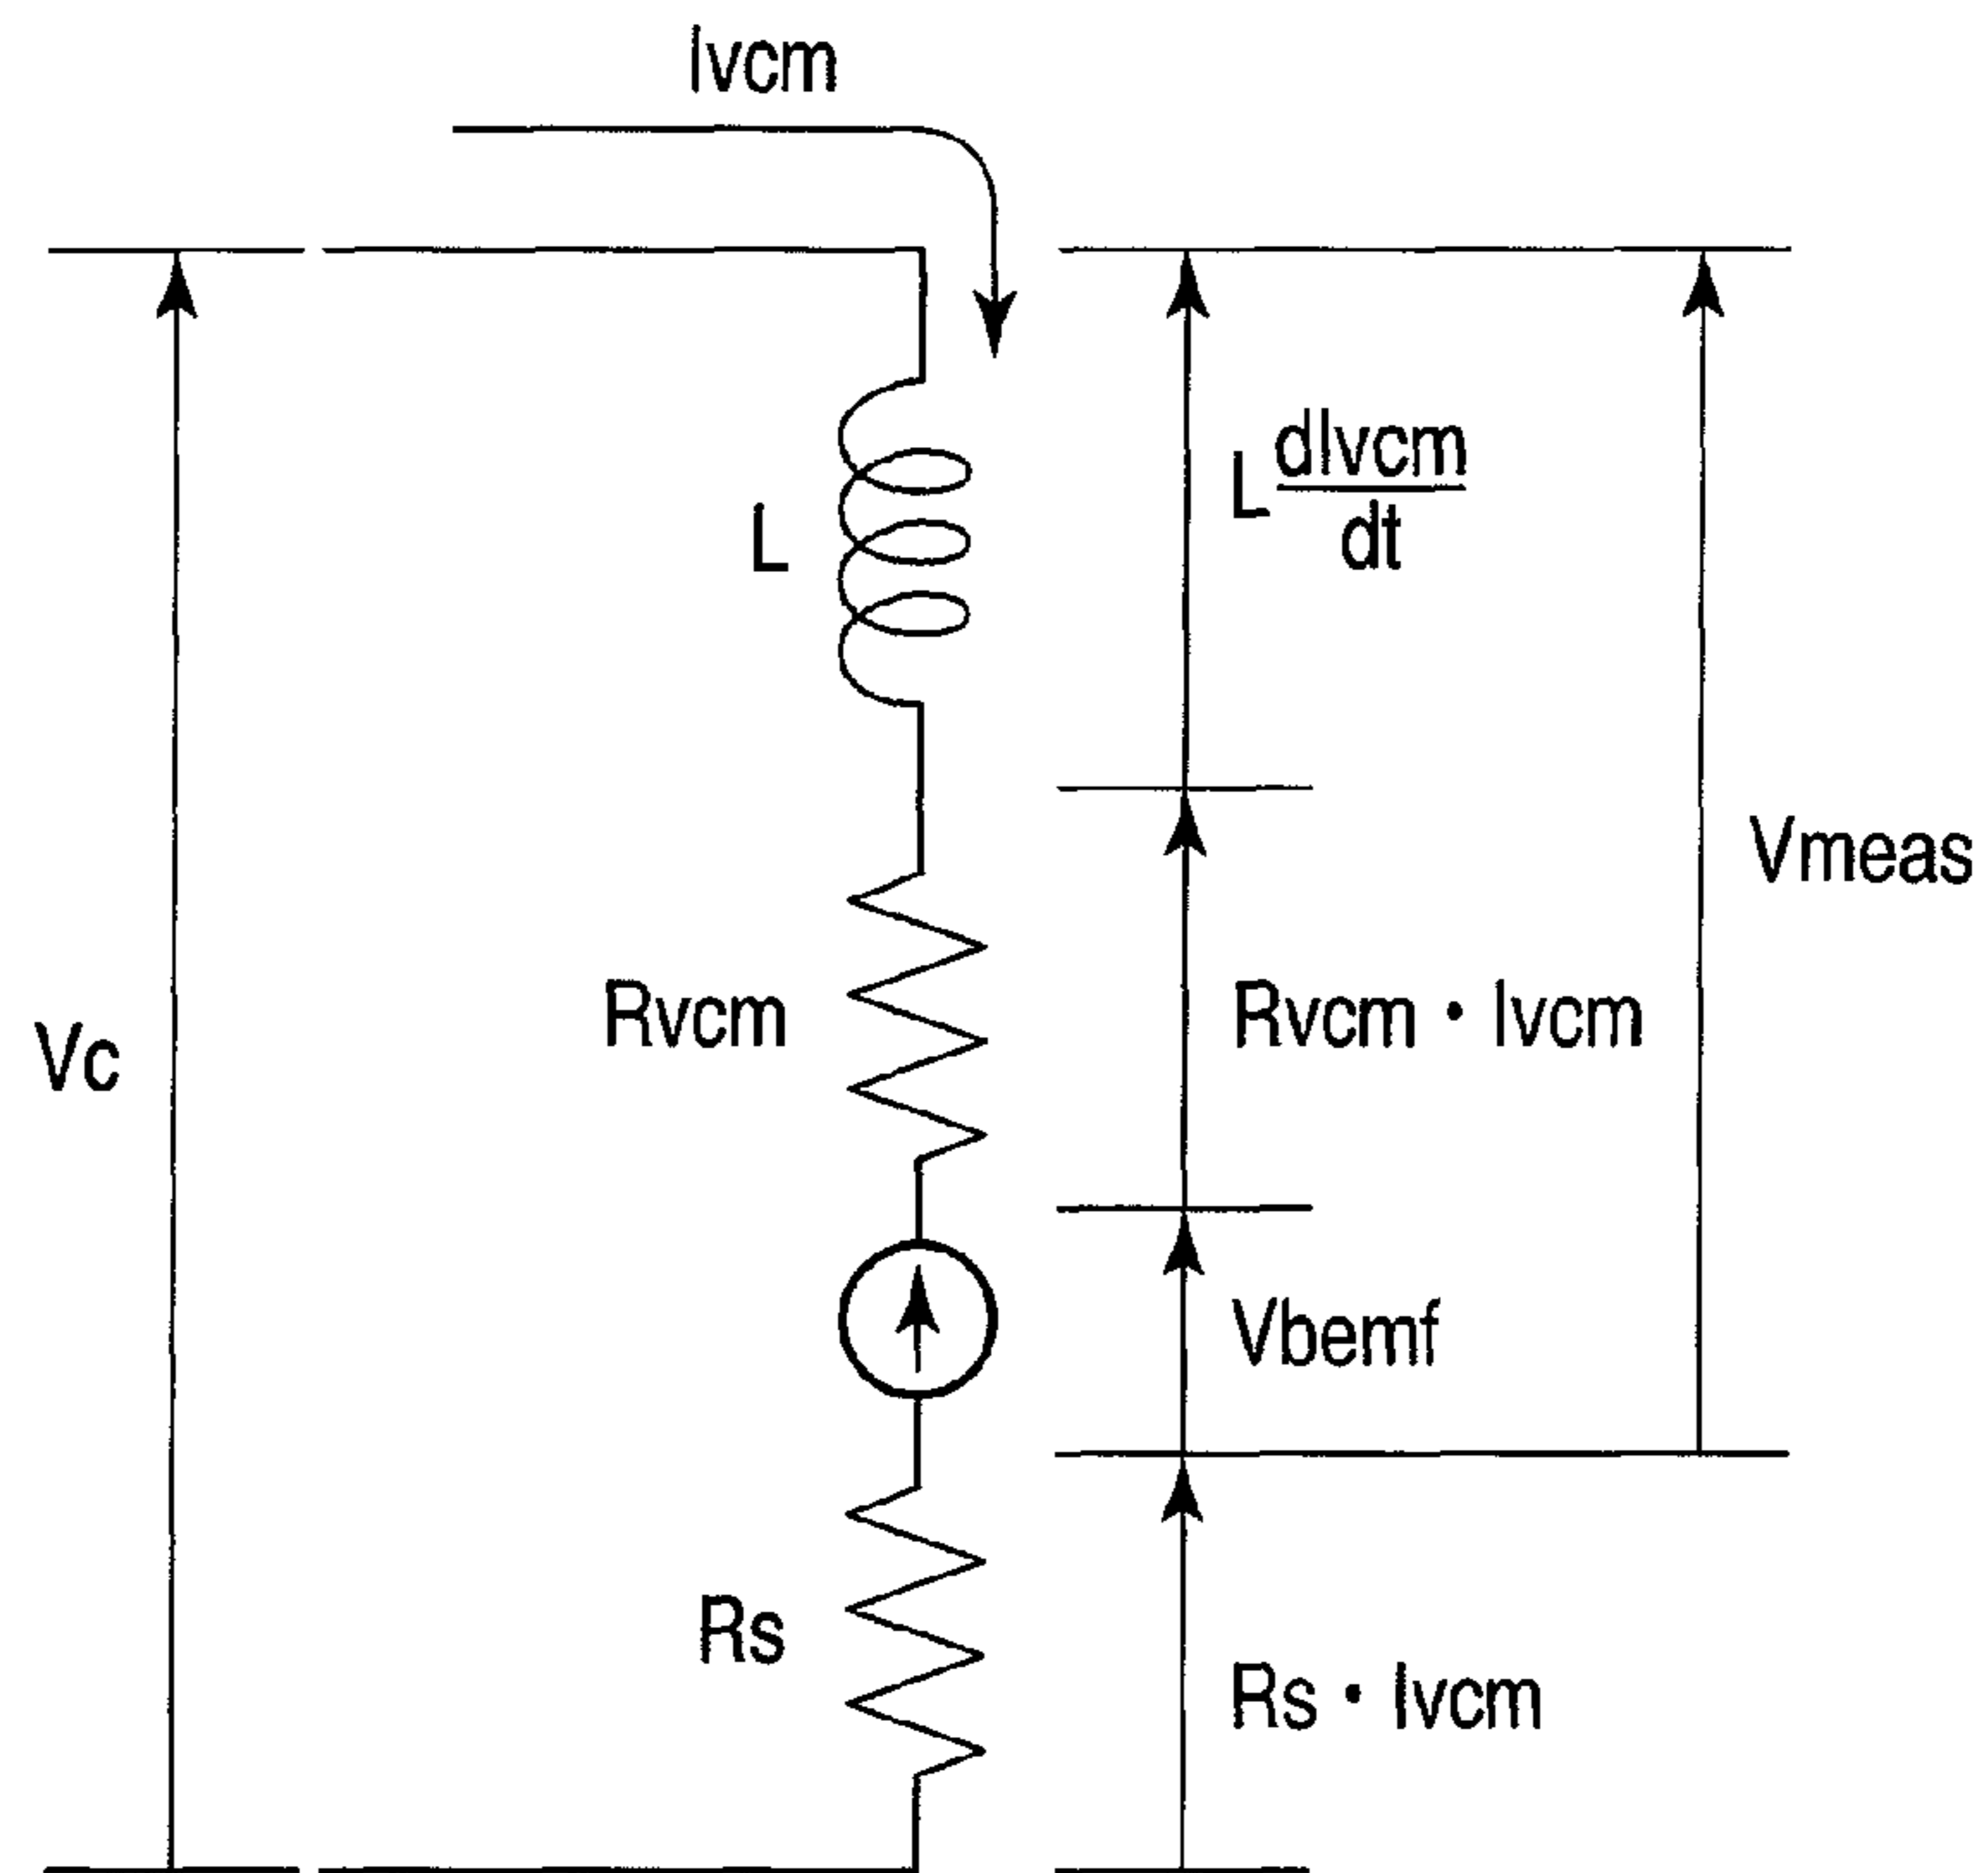 Ivcm
L
L dIvcm
dt
Vmeas
Rvcm
Rvcm • Ivcm
Vc
Vbemf
Rs
Rs • Ivcm